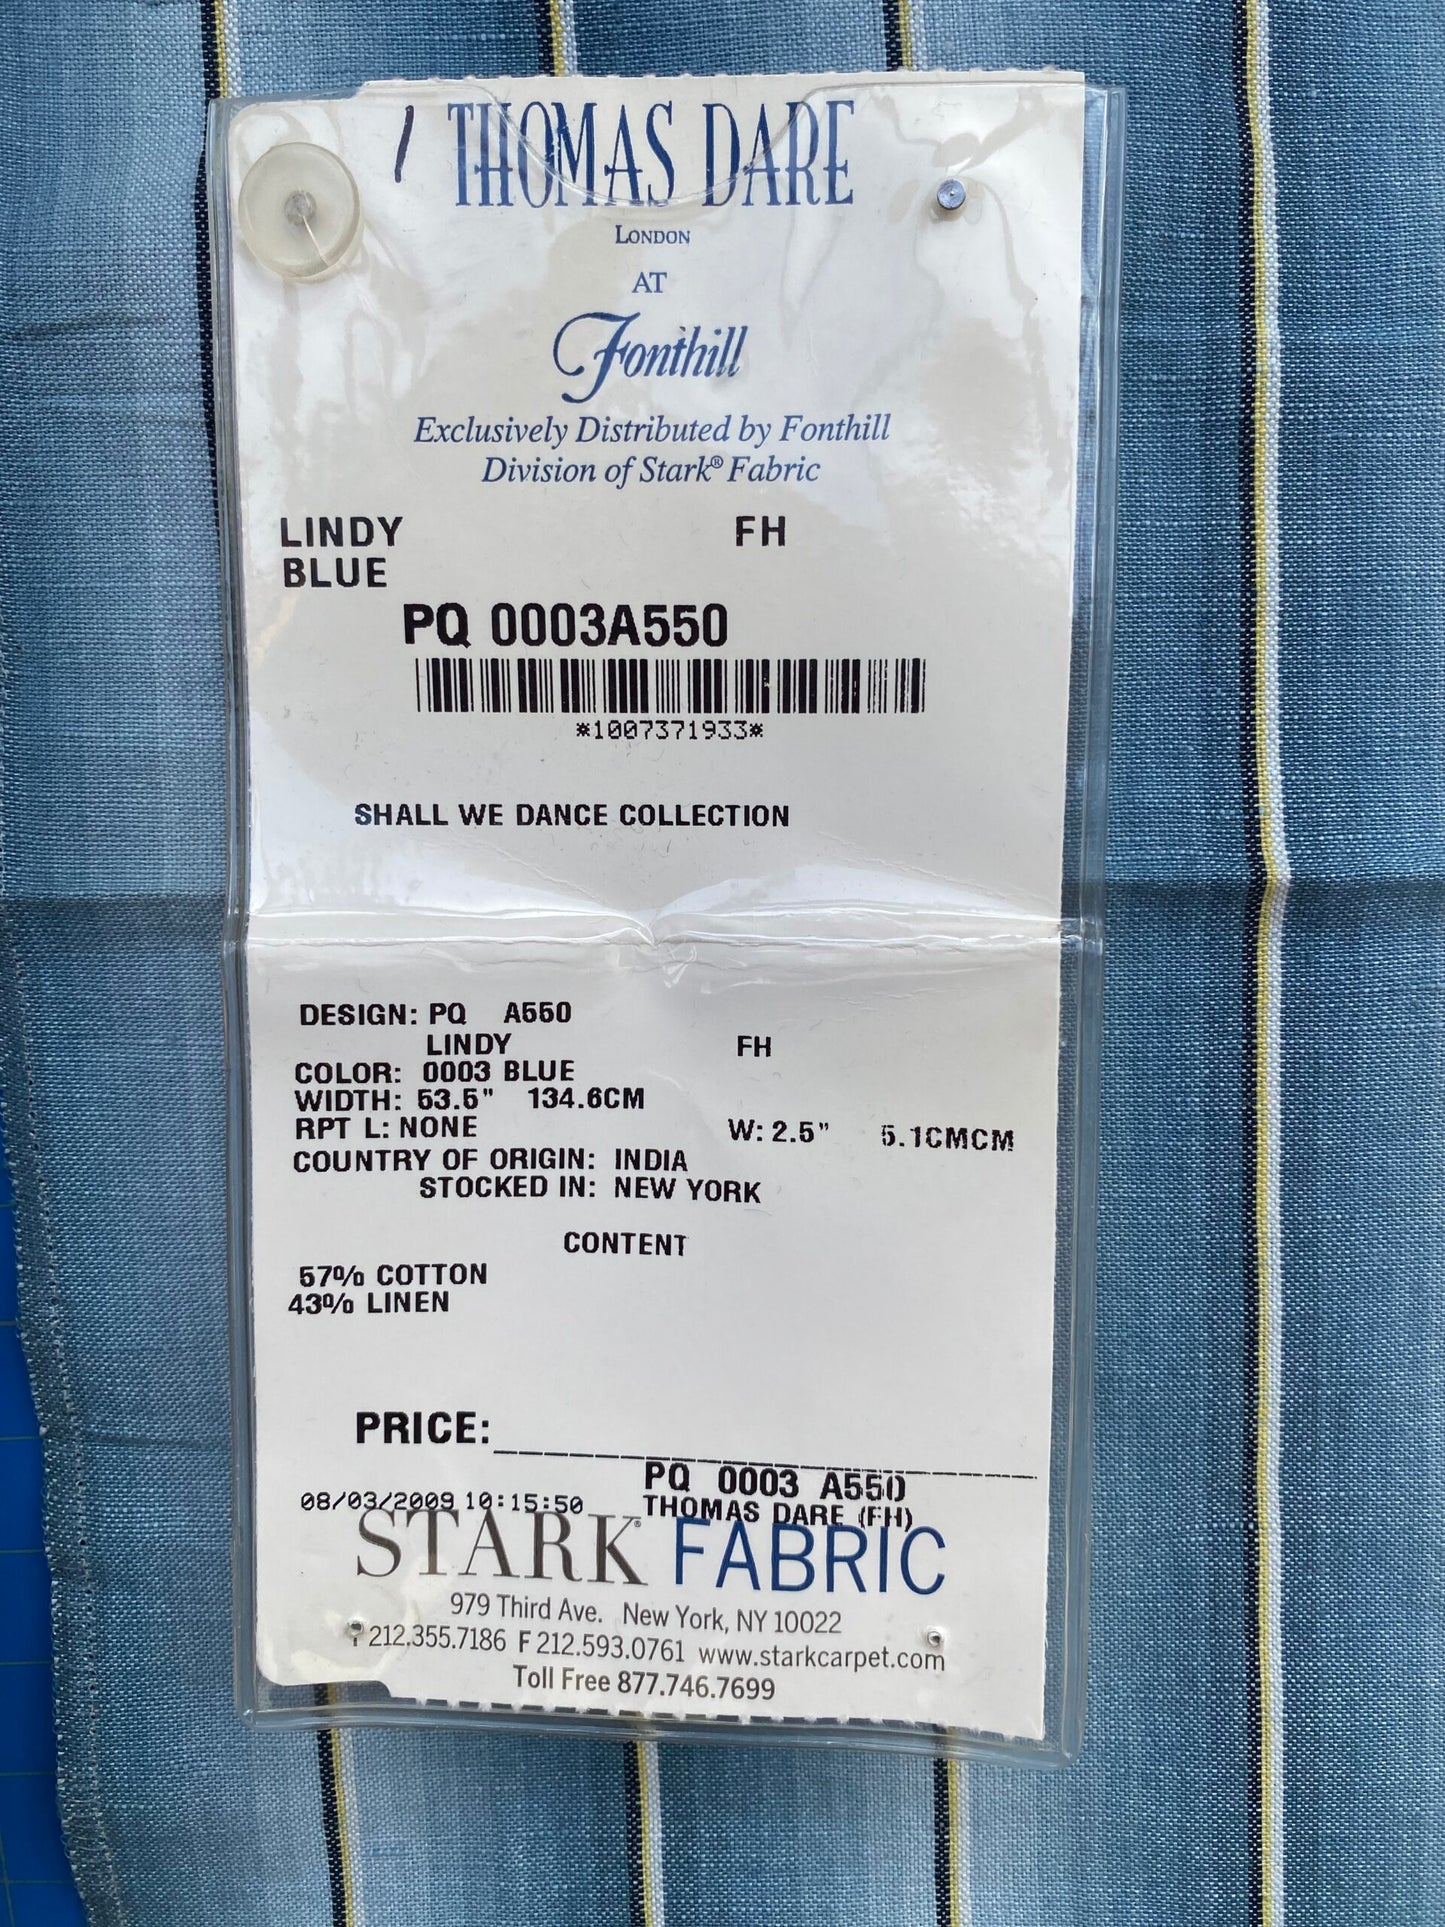 THOMAS DARE
LONDON
AT
Fonthill
Exclusively Distributed by Fonthill
Division of Stark® Fabric
LINDY FH
BLUE
PQ 0003A550
*1007371933*
SHALL WE DANCE COLLECTION
DESIGN: PQ A550
LINDY FH
COLOR: 0003 BLUE
WIDTH: 53.5" 134.6CM
RPT L: NONE W: 2.5" 5.1CMCM
COUNTRY OF ORIGIN: INDIA
STOCKED IN: NEW YORK
CONTENT
57% COTTON
43% LINEN
PRICE:
PQ 0003 A550
08/03/2009 10:15:50 THOMAS DARE (FH)
STARK® FABRIC
979 Third Ave. New York, NY 10022
T 212.355.7186 F 212.593.0761 www.starkcarpet.com
Toll Free 877.746.7699